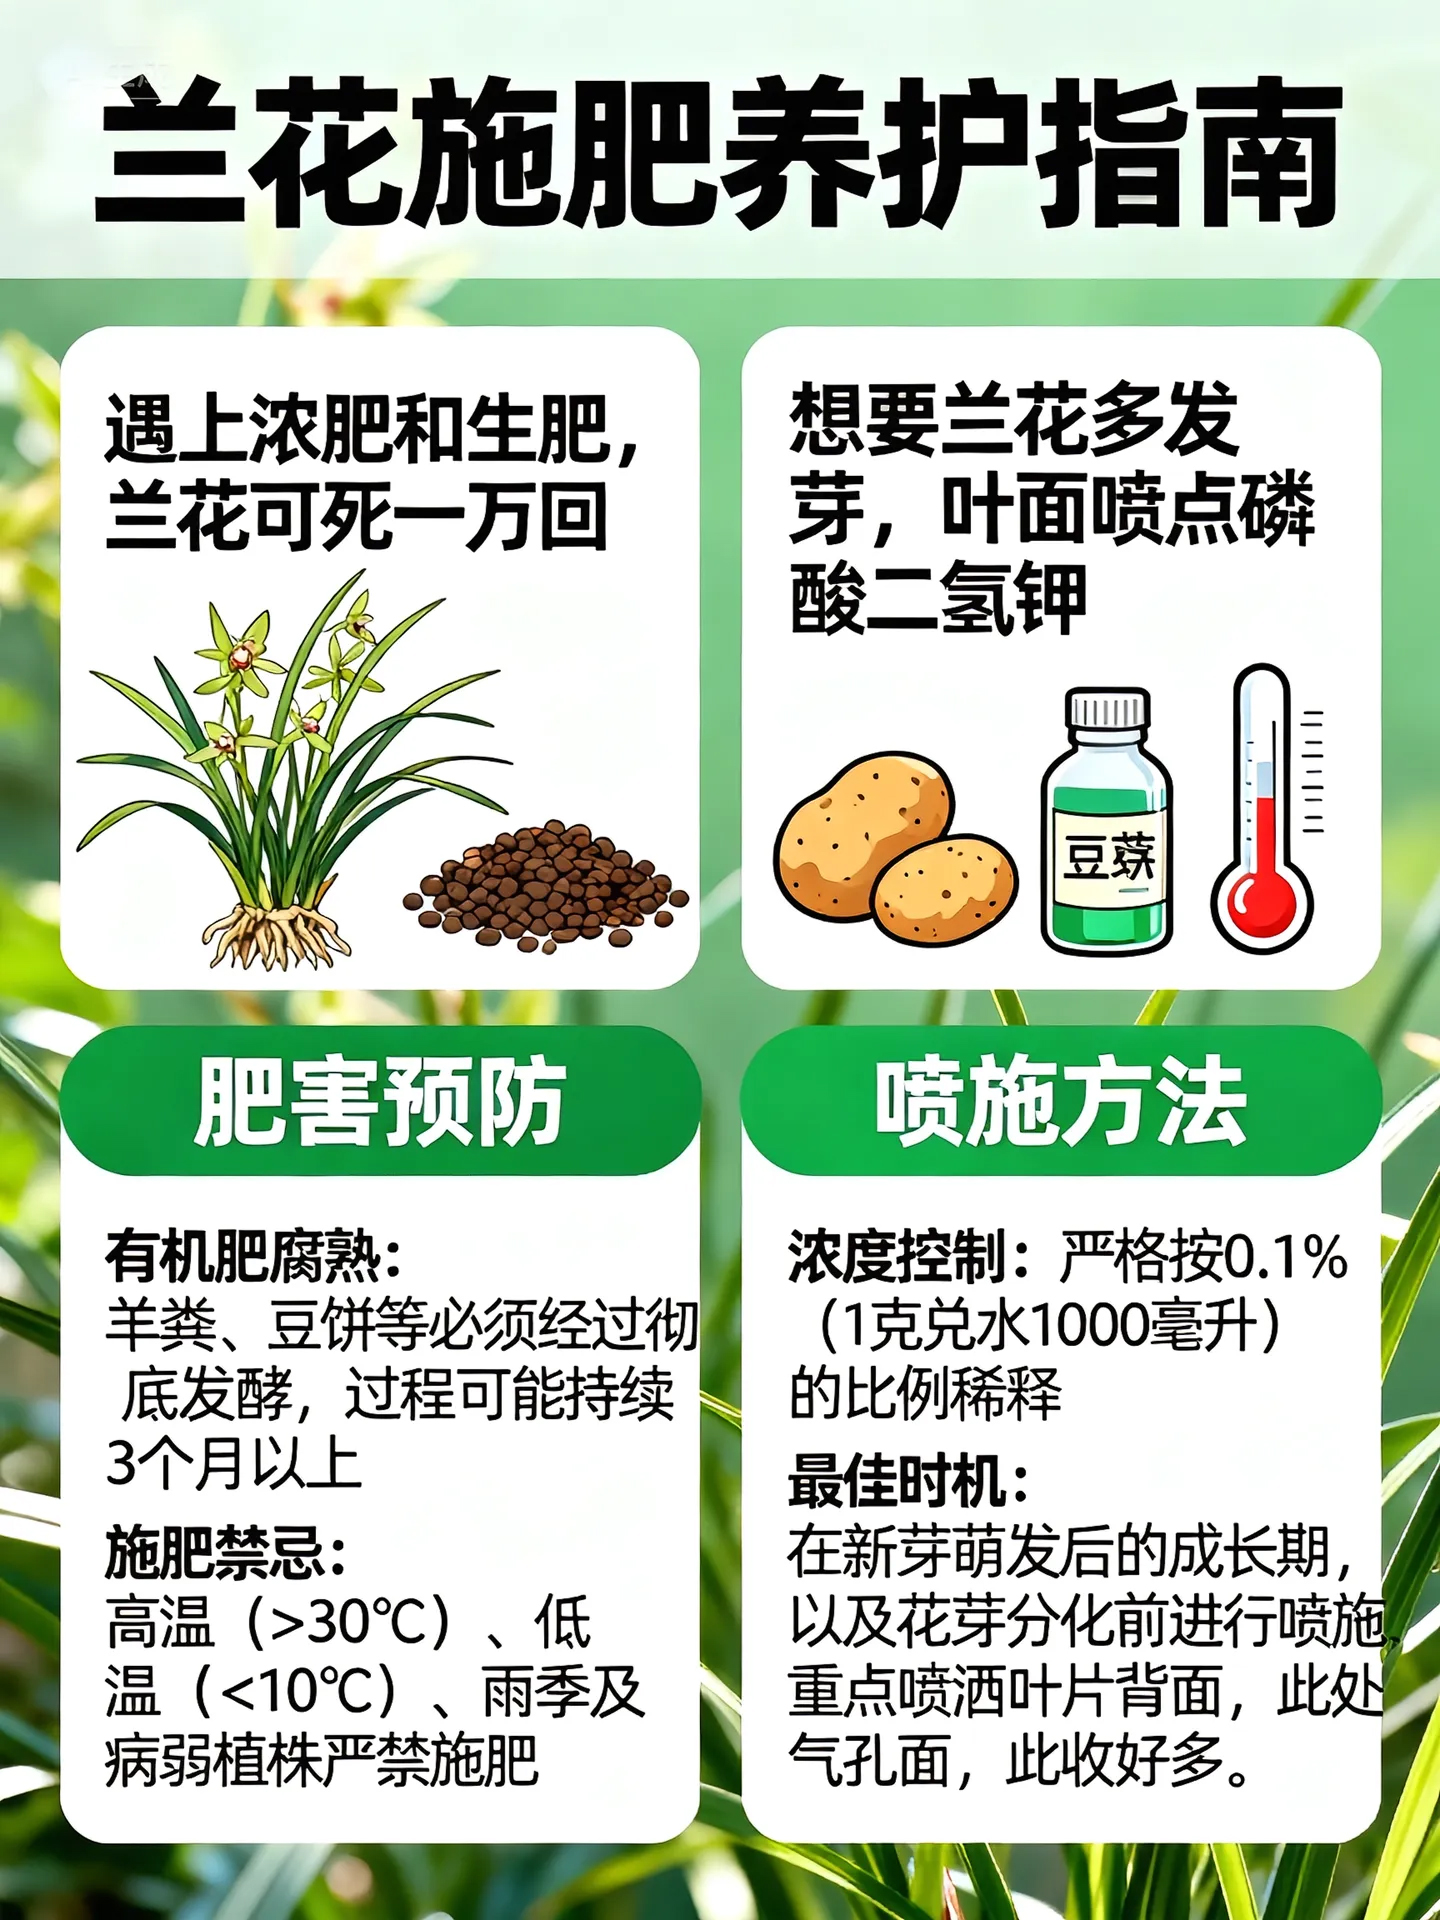 兰花施肥养护指南
遇上浓肥和生肥，
兰花可死一万回
想要兰花多发
芽，叶面喷点磷
酸二氢钾
豆
肥害预防
有机肥腐熟：
羊粪、豆饼等必须经过彻
底发酵，过程可能持续
3个月以上
施肥禁忌：
高温（>30℃）、低
温（<10℃）、雨季及
病弱植株严禁施肥
喷施方法
浓度控制：严格按0.1%
（1克兑水1000毫升）
的比例稀释
最佳时机：
在新芽萌发后的成长期，
以及花芽分化前进行喷施，
重点喷洒叶片背面，此处
气孔面，此收好多。